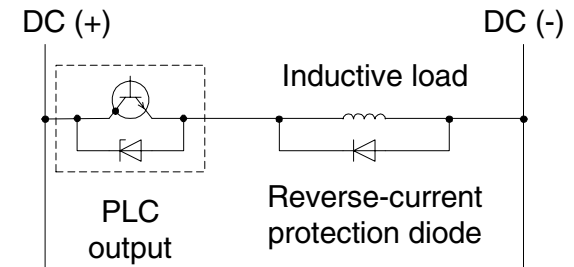 DC (+)
DC (-)
Inductive load
PLC
output
Reverse-current
protection diode